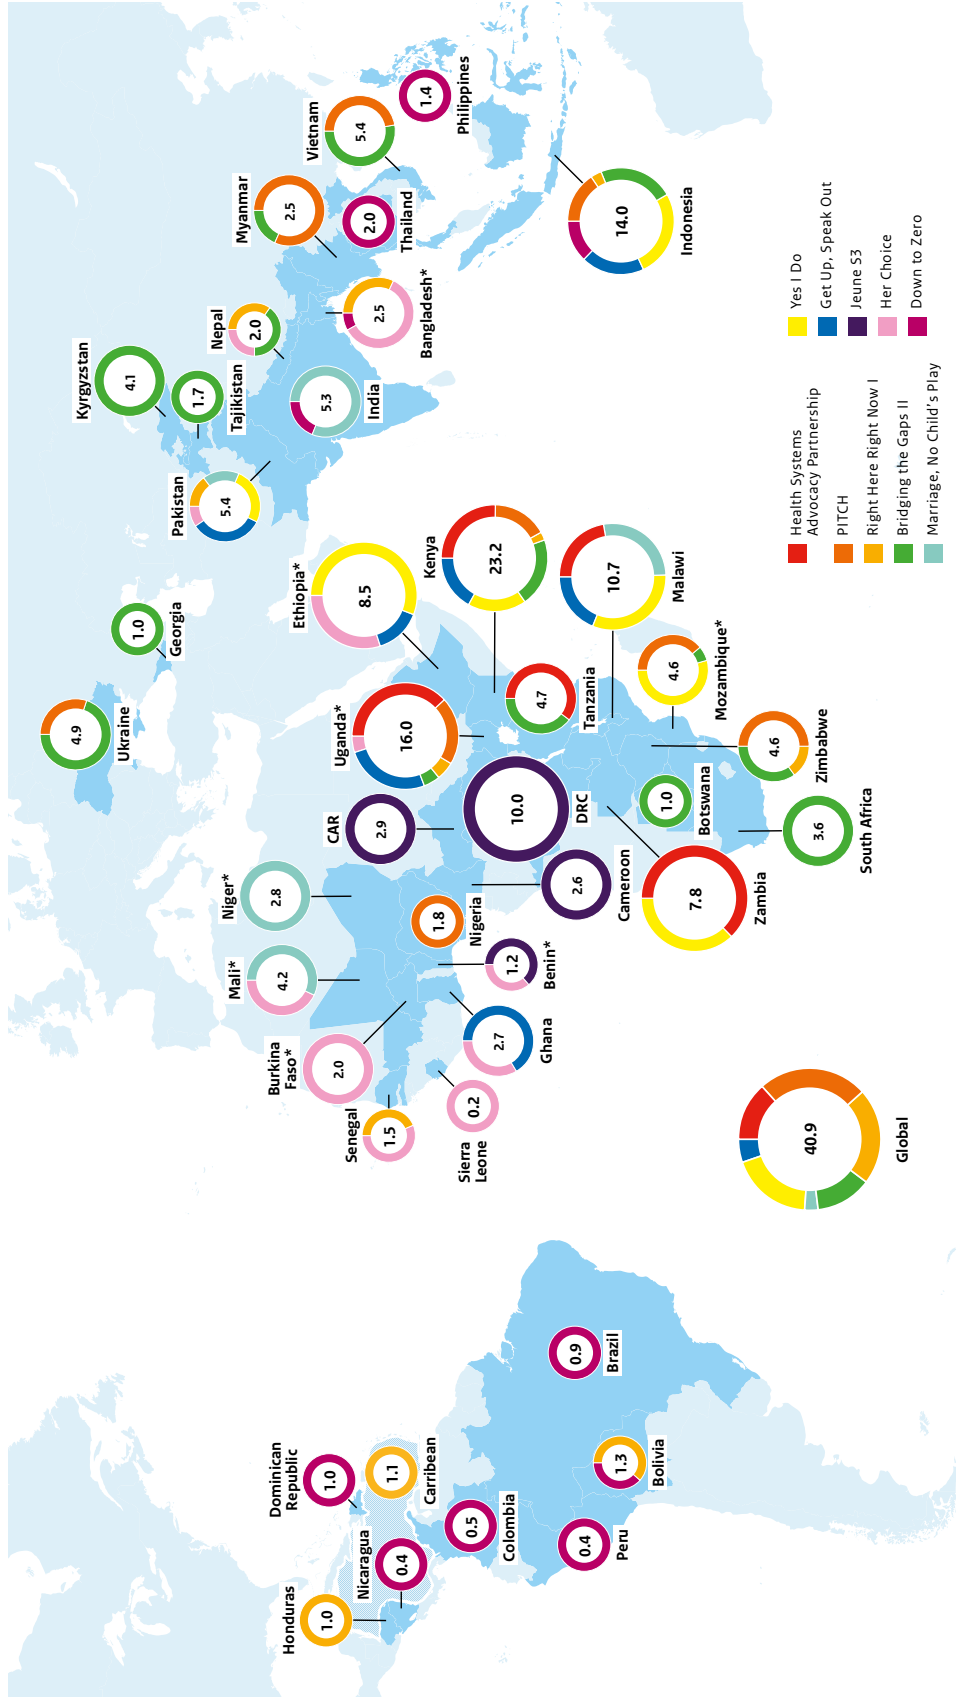 Honduras
1.0
Nicaragua
0.4
Dominican
Republic
1.0
Carribean
1.1
Colombia
0.5
Peru
0.4
Bolivia
1.3
Brazil
0.9
Senegal
1.5
Sierra
Leone
0.2
Burkina
Faso*
2.0
Mali*
4.2
Niger*
2.8
Ghana
2.7
Benin*
1.2
Nigeria
1.8
Cameroon
2.6
CAR
2.9
DRC
10.0
Uganda*
16.0
Ethiopia*
8.5
Kenya
23.2
Tanzania
4.7
Malawi
10.7
Mozambique*
4.6
Zimbabwe
4.6
Botswana
1.0
South Africa
3.6
Zambia
7.8
Global
40.9
Ukraine
4.9
Georgia
1.0
Kyrgyzstan
4.1
Tajikistan
1.7
Pakistan
5.4
Nepal
2.0
India
5.3
Bangladesh*
2.5
Myanmar
2.5
Thailand
2.0
Vietnam
5.4
Philippines
1.4
Indonesia
14.0
Health Systems
Advocacy Partnership
PITCH
Right Here Right Now I
Bridging the Gaps II
Marriage, No Child's Play
Yes I Do
Get Up, Speak Out
Jeune S3
Her Choice
Down to Zero